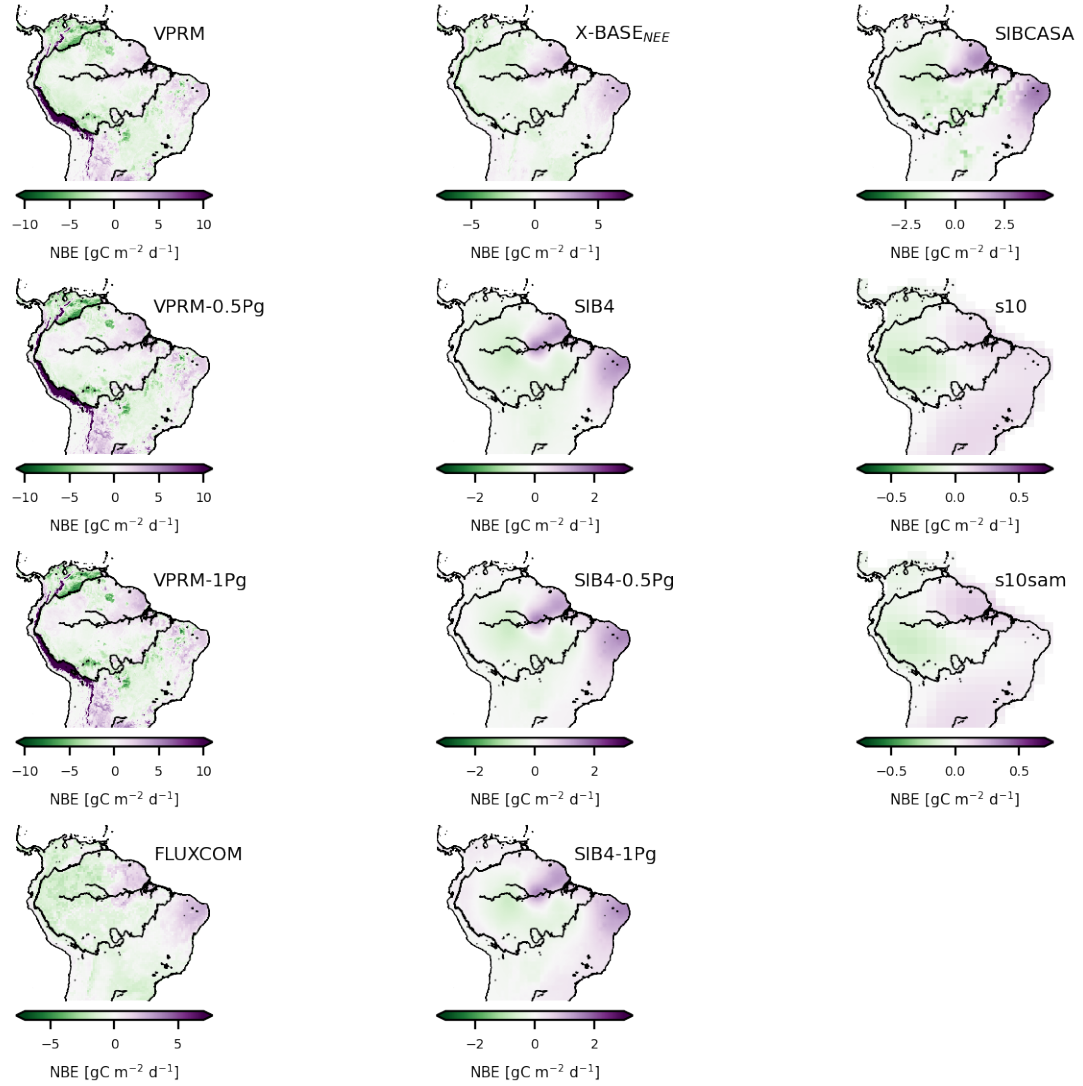 VPRM
X-BASE_NEE
SIBCASA
−10 −5 0 5 10
−5 0 5
−2.5 0.0 2.5
NBE [gC m⁻² d⁻¹]
NBE [gC m⁻² d⁻¹]
NBE [gC m⁻² d⁻¹]
VPRM-0.5Pg
SIB4
s10
−10 −5 0 5 10
−2 0 2
−0.5 0.0 0.5
NBE [gC m⁻² d⁻¹]
NBE [gC m⁻² d⁻¹]
NBE [gC m⁻² d⁻¹]
VPRM-1Pg
SIB4-0.5Pg
s10sam
−10 −5 0 5 10
−2 0 2
−0.5 0.0 0.5
NBE [gC m⁻² d⁻¹]
NBE [gC m⁻² d⁻¹]
NBE [gC m⁻² d⁻¹]
FLUXCOM
SIB4-1Pg
−5 0 5
−2 0 2
NBE [gC m⁻² d⁻¹]
NBE [gC m⁻² d⁻¹]